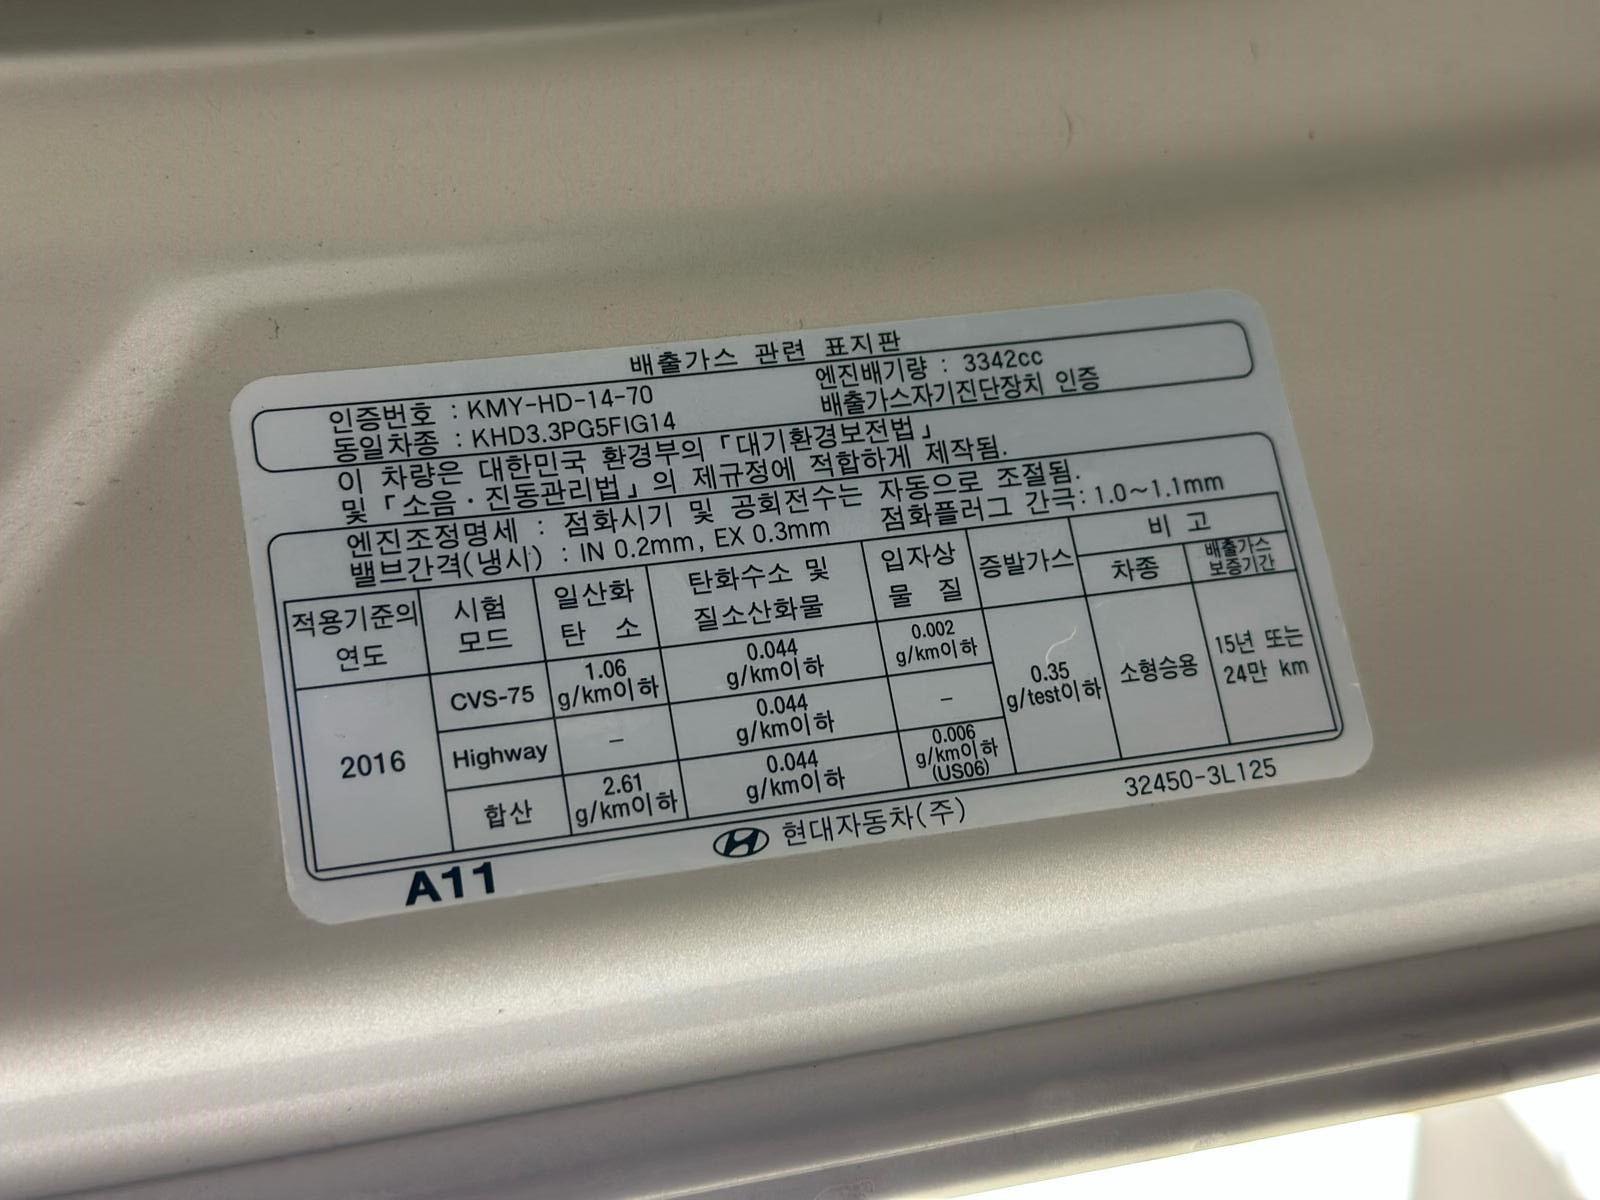 배출가스 관련 표지판
인증번호 : KMY-HD-14-70 엔진배기량 : 3342cc
동일차종 : KHD3.3PG5FIG14 배출가스자기진단장치 인증
이 차량은 대한민국 환경부의 「대기환경보전법」
및 「소음·진동관리법」의 제규정에 적합하게 제작됨.
엔진조정명세 : 점화시기 및 공회전수는 자동으로 조절됨.
밸브간격(냉시) : IN 0.2mm, EX 0.3mm 점화플러그 간극: 1.0~1.1mm
적용기준의 연도 시험 모드 일산화 탄 소 탄화수소 및 질소산화물 입자상 물 질 증발가스 비 고
차종 배출가스 보증기간
2016 CVS-75 1.06 g/km이하 0.044 g/km이하 0.002 g/km이하 0.35 g/test이하 소형승용 15년 또는 24만 km
Highway - 0.044 g/km이하 -
합산 2.61 g/km이하 0.044 g/km이하 0.006 g/km이하 (US06)
A11 현대자동차(주) 32450-3L125